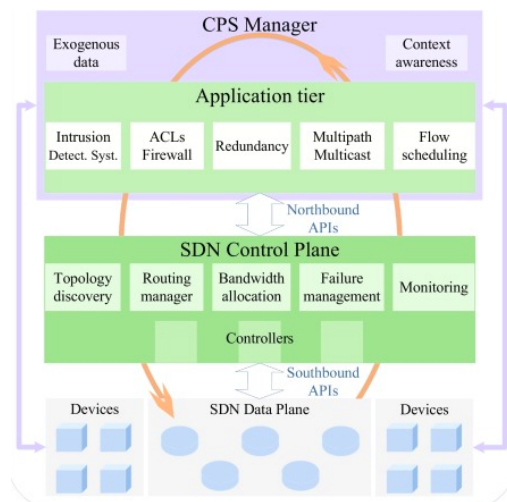 CPS Manager
Exogenous
data
Context
awareness
Application tier
Intrusion
Detect. Syst.
ACLs
Firewall
Redundancy
Multipath
Multicast
Flow
scheduling
Northbound
APIs
SDN Control Plane
Topology
discovery
Routing
manager
Bandwidth
allocation
Failure
management
Monitoring
Controllers
Southbound
APIs
Devices
SDN Data Plane
Devices